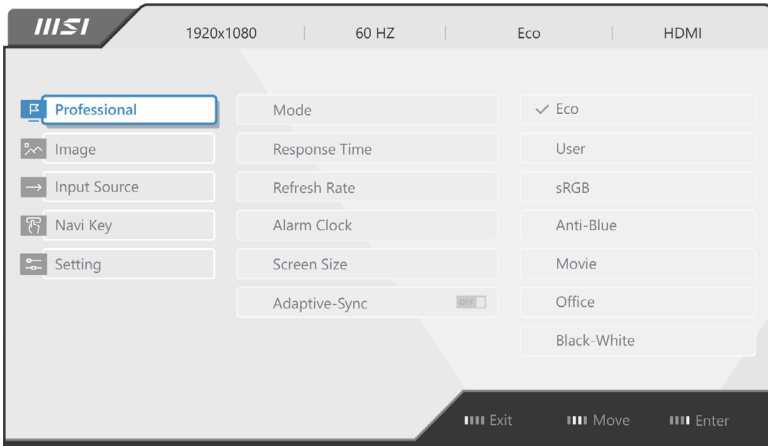 msi
1920x1080 60 HZ Eco HDMI
Professional
Image
Input Source
Navi Key
Setting
Mode
Response Time
Refresh Rate
Alarm Clock
Screen Size
Adaptive-Sync OFF
Eco
User
sRGB
Anti-Blue
Movie
Office
Black-White
Exit Move Enter